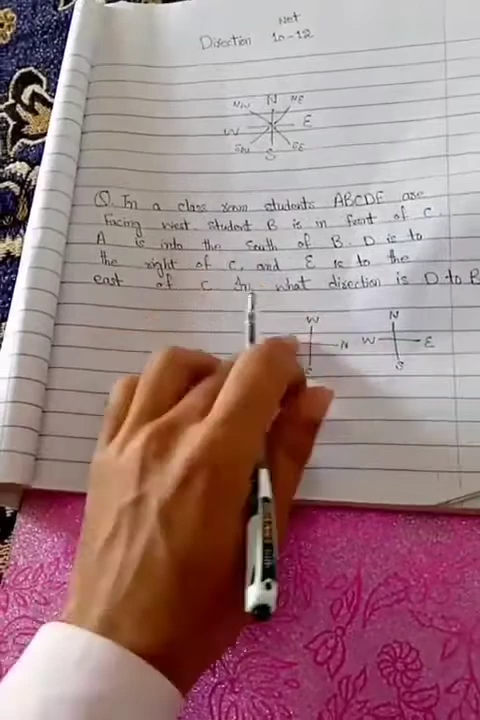 Net
Direction 10-12
NW N NE
W E
SW S SE
Q. In a class room students ABCDE are
facing west student B is in front of C.
A is into the south of B. D is to
the right of C, and E is to the
east of C In what direction is D to B
W N
N W E
S S